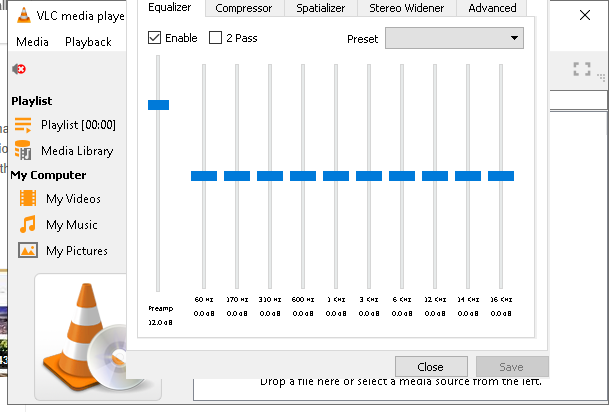 VLC media playe
Media Playback
Playlist
Playlist [00:00]
Media Library
My Computer
My Videos
My Music
My Pictures
Equalizer Compressor Spatializer Stereo Widener Advanced
Enable 2 Pass Preset
Preamp
12.0 dB
60 Hz 170 Hz 310 Hz 600 Hz 1 KHz 3 KHz 6 KHz 12 KHz 14 KHz 16 KHz
0.0 dB 0.0 dB 0.0 dB 0.0 dB 0.0 dB 0.0 dB 0.0 dB 0.0 dB 0.0 dB 0.0 dB
Close Save
Drop a file here or select a media source from the left.